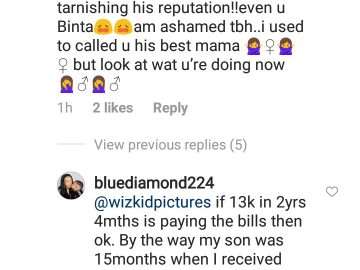 tarnishing his reputation!!even u
Binta😩😩am ashamed tbh..i used
to called u his best mama 🙅♀🙅
♀ but look at wat u're doing now
🤦♂🤦♂
1h 2 likes Reply
View previous replies (5)
bluediamond224
@wizkidpictures if 13k in 2yrs
4mths is paying the bills then
ok. By the way my son was
15months when I received